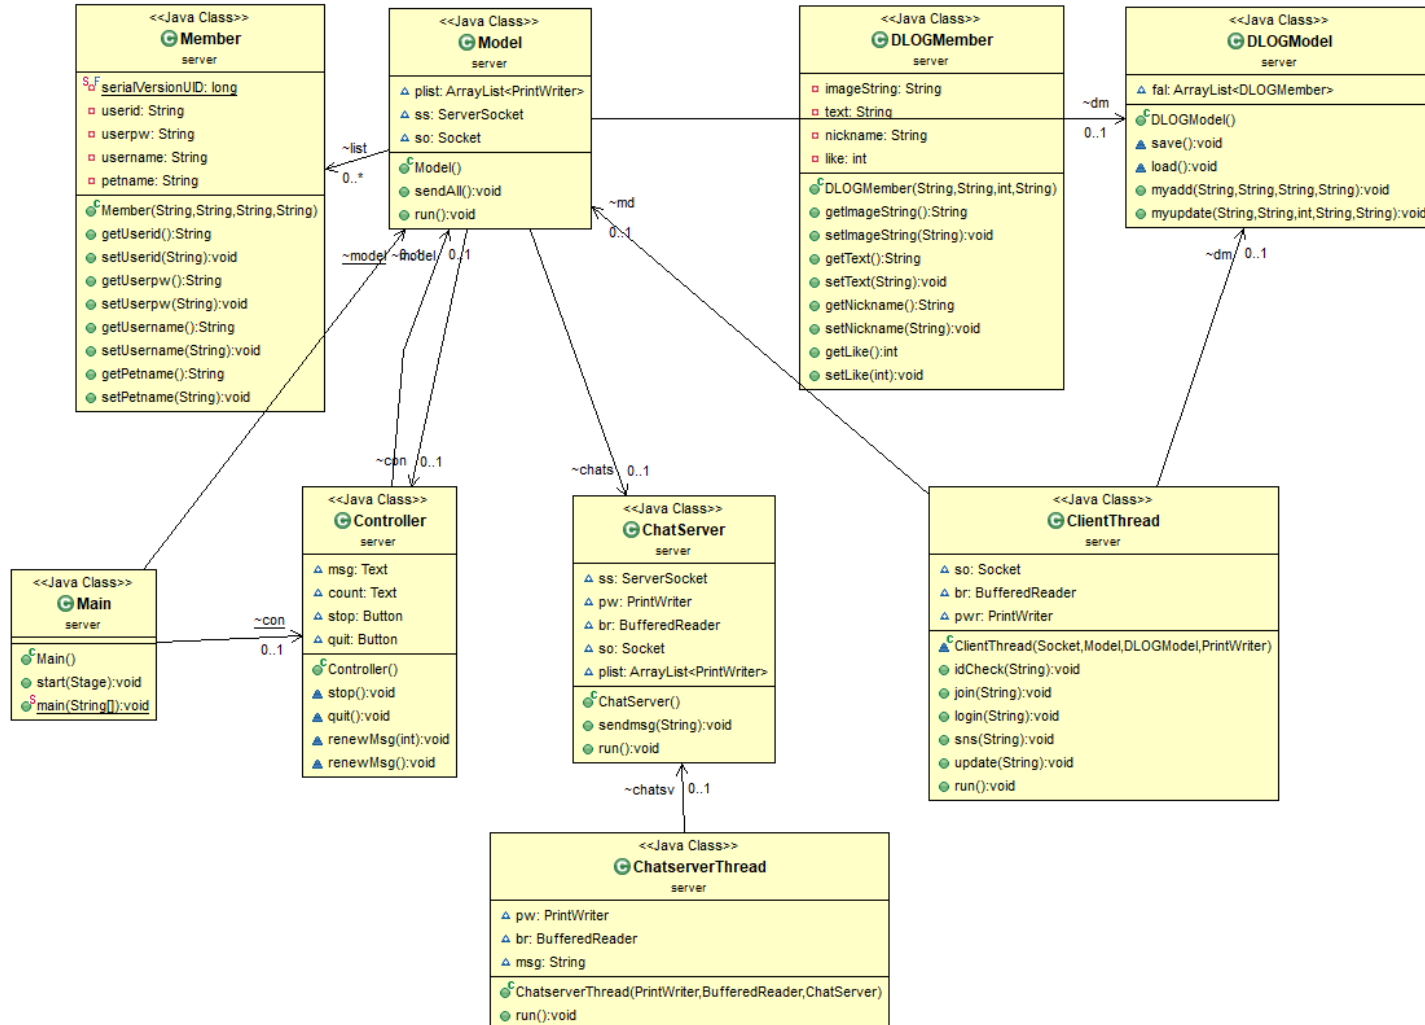 <<Java Class>>
Member
server
serialVersionUID: long
userid: String
userpw: String
username: String
petname: String
Member(String,String,String,String)
getUserid():String
setUserid(String):void
getUserpw():String
setUserpw(String):void
getUsername():String
setUsername(String):void
getPetname():String
setPetname(String):void
~list
0..*
<<Java Class>>
Model
server
plist: ArrayList<PrintWriter>
ss: ServerSocket
so: Socket
Model()
sendAll():void
run():void
<<Java Class>>
DLOGMember
server
imageString: String
text: String
nickname: String
like: int
DLOGMember(String,String,int,String)
getImageString():String
setImageString(String):void
getText():String
setText(String):void
getNickname():String
setNickname(String):void
getLike():int
setLike(int):void
~dm
0..1
<<Java Class>>
DLOGModel
server
fal: ArrayList<DLOGMember>
DLOGModel()
save():void
load():void
myadd(String,String,String,String):void
myupdate(String,String,int,String,String):void
~md
0..1
~model
~model
0..1
0..1
~dm
0..1
~con
0..1
~chats
0..1
<<Java Class>>
Main
server
Main()
start(Stage):void
main(String[]):void
~con
0..1
<<Java Class>>
Controller
server
msg: Text
count: Text
stop: Button
quit: Button
Controller()
stop():void
quit():void
renewMsg(int):void
renewMsg():void
<<Java Class>>
ChatServer
server
ss: ServerSocket
pw: PrintWriter
br: BufferedReader
so: Socket
plist: ArrayList<PrintWriter>
ChatServer()
sendmsg(String):void
run():void
<<Java Class>>
ClientThread
server
so: Socket
br: BufferedReader
pwr: PrintWriter
ClientThread(Socket,Model,DLOGModel,PrintWriter)
idCheck(String):void
join(String):void
login(String):void
sns(String):void
update(String):void
run():void
~chatsv
0..1
<<Java Class>>
ChatserverThread
server
pw: PrintWriter
br: BufferedReader
msg: String
ChatserverThread(PrintWriter,BufferedReader,ChatServer)
run():void